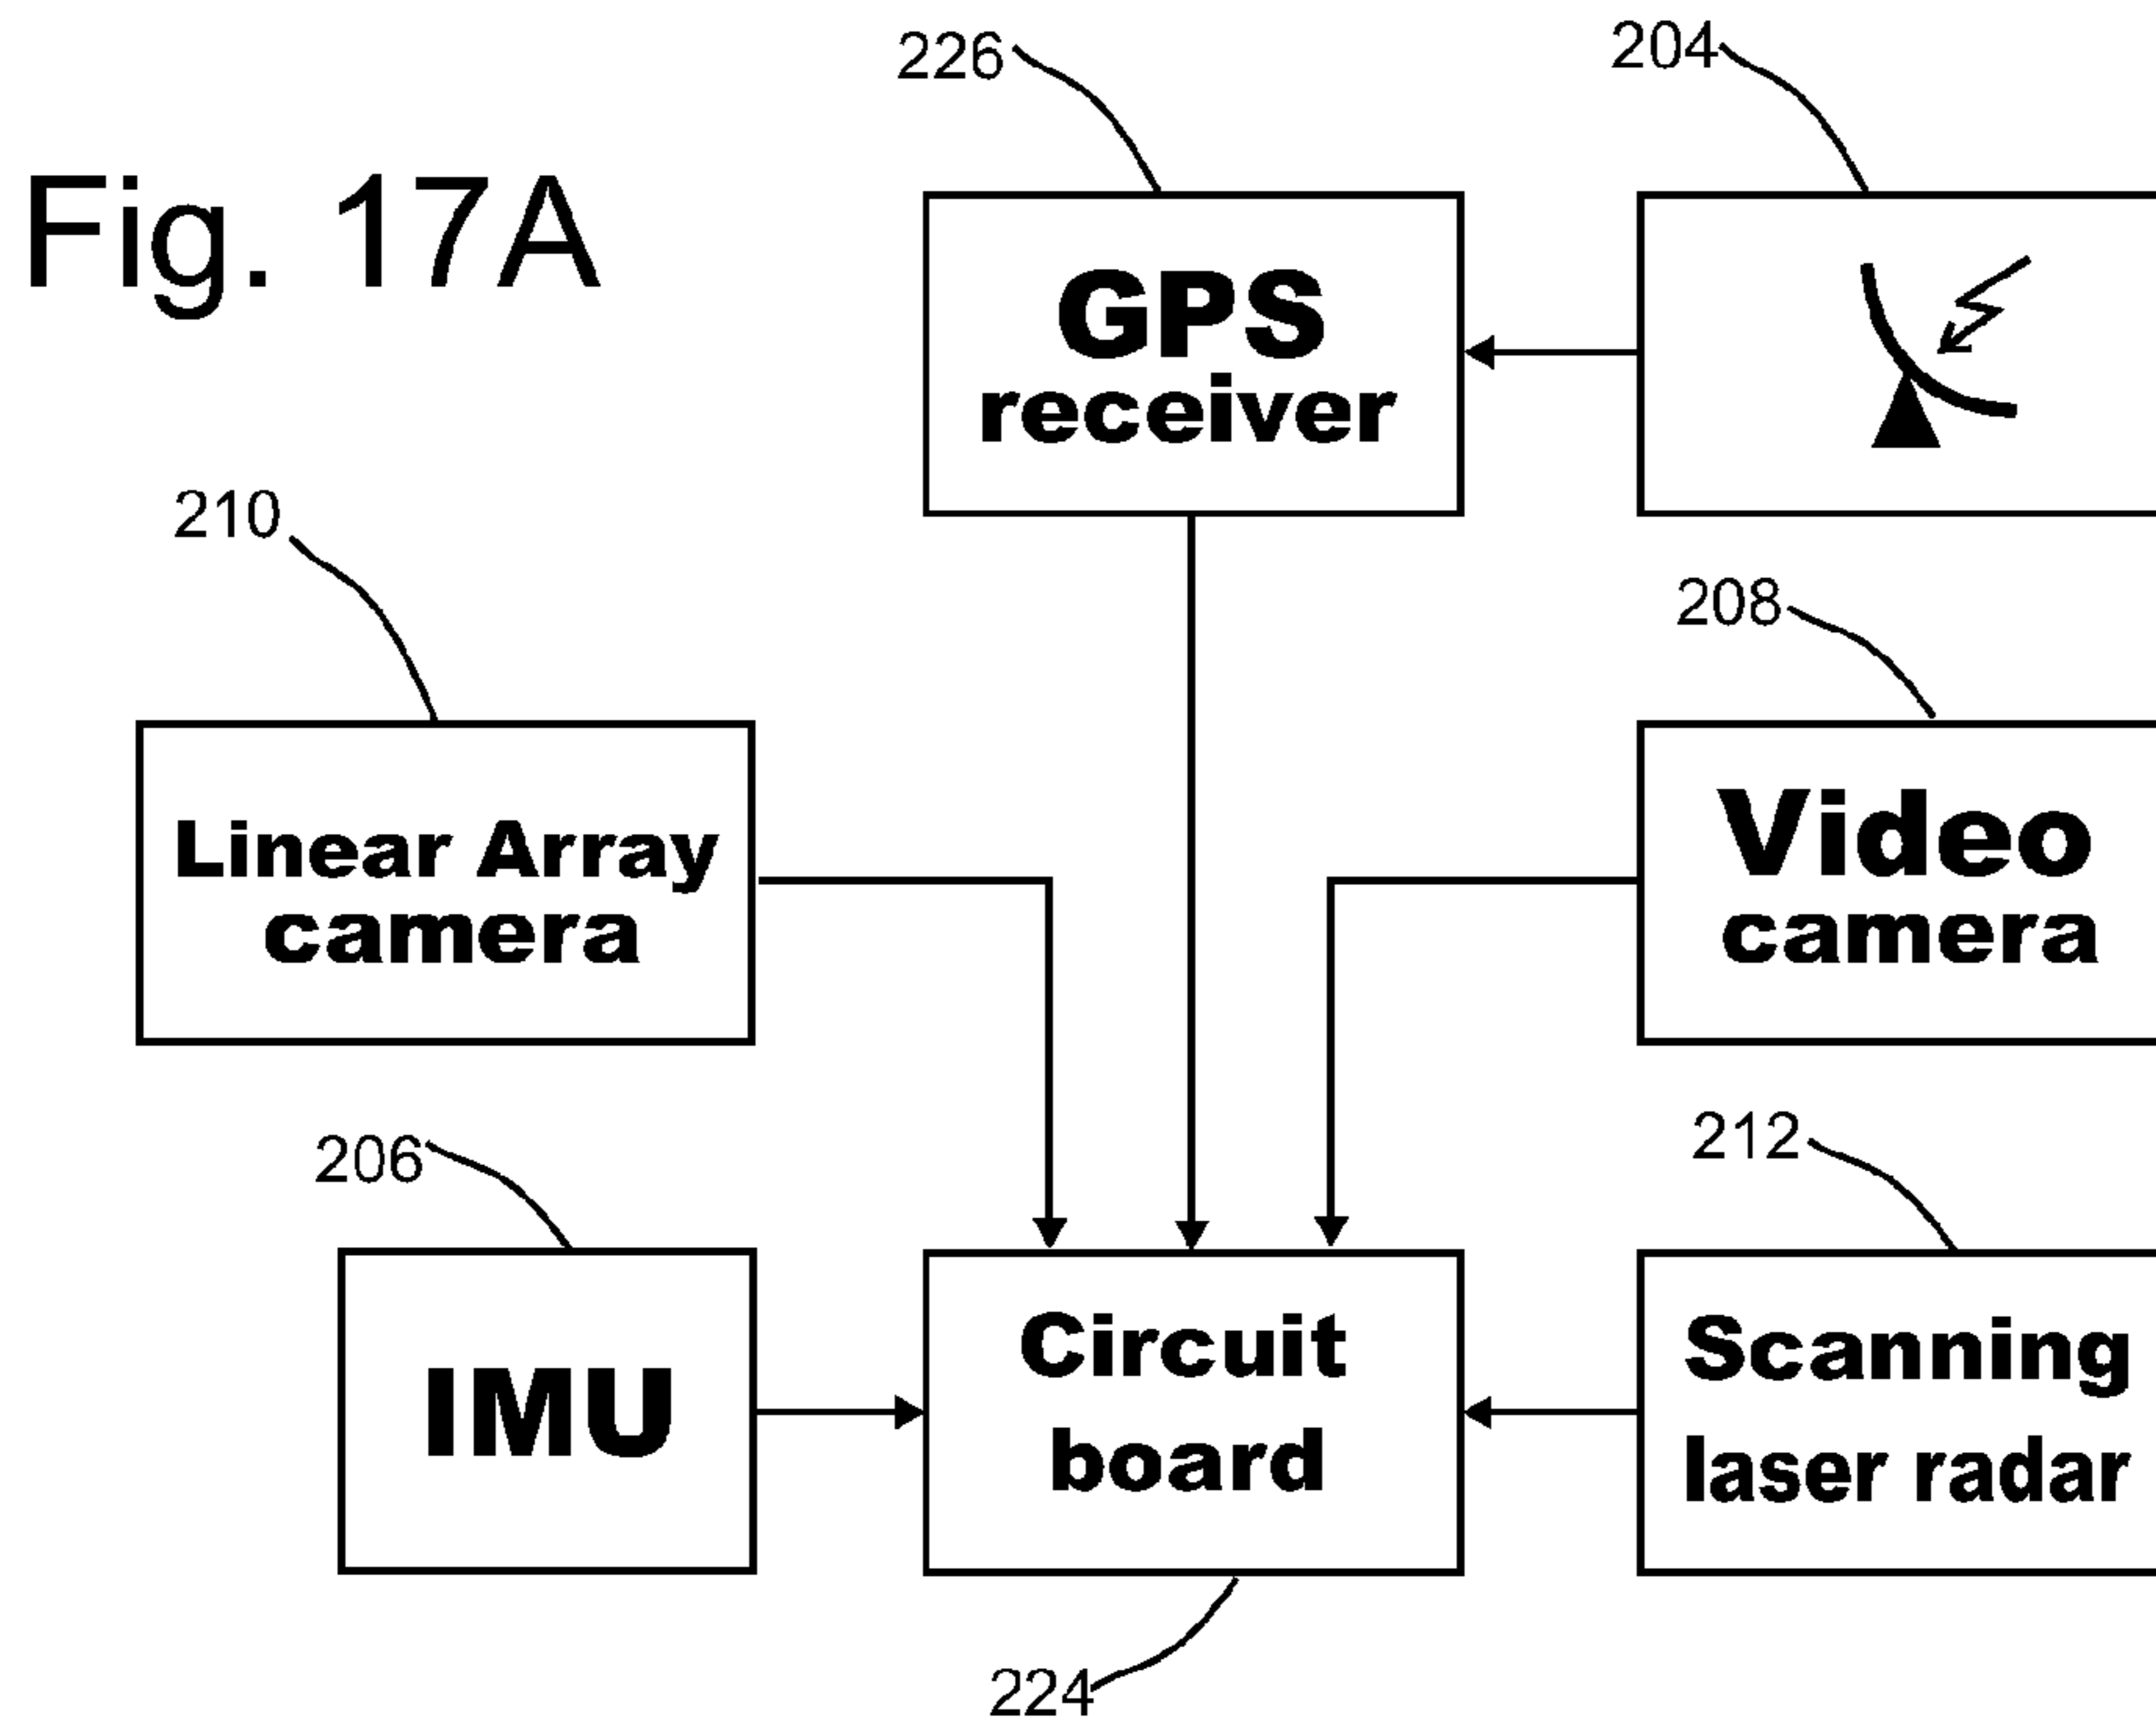 226
204
Fig. 17A
GPS
receiver
210
208
Linear Array
camera
Video
camera
206
212
IMU
Circuit
board
Scanning
laser radar
224